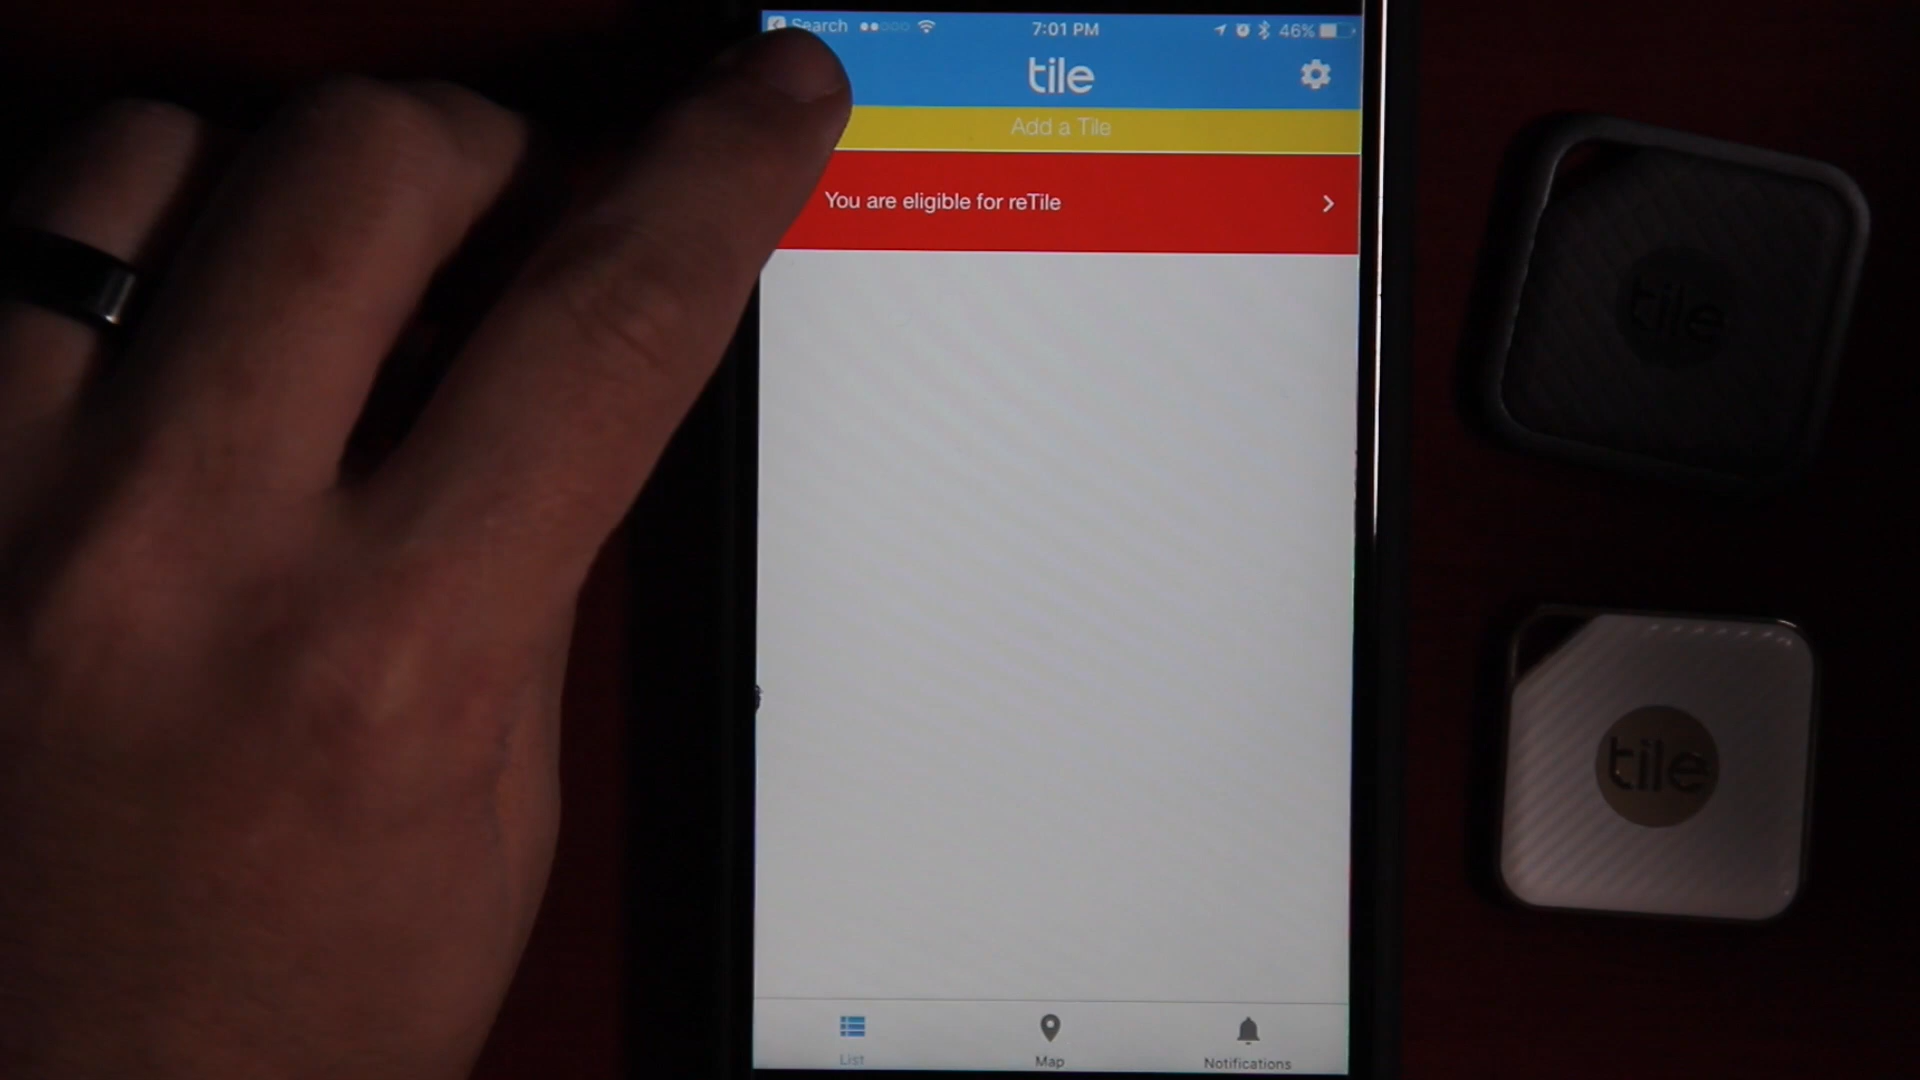 Search 7:01 PM 46%
tile
Add a Tile
You are eligible for reTile
tile
tile
List Map Notifications